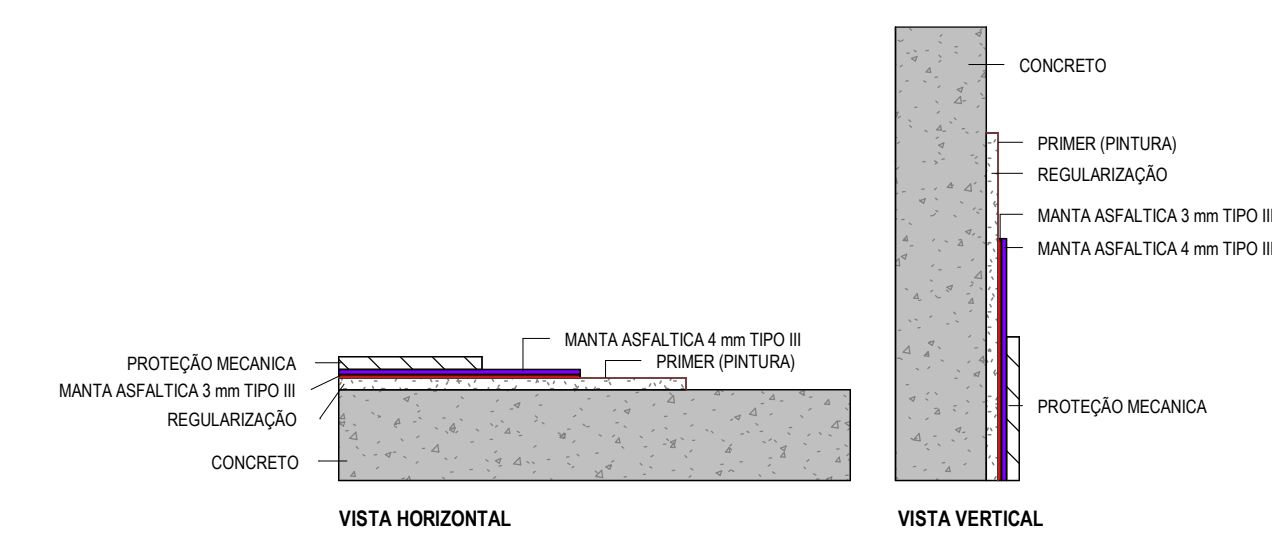 MANTA ASFALTICA 4 mm TIPO III
PRIMER (PINTURA)
PROTEÇÃO MECANICA
MANTA ASFALTICA 3 mm TIPO III
REGULARIZAÇÃO
CONCRETO
VISTA HORIZONTAL
CONCRETO
PRIMER (PINTURA)
REGULARIZAÇÃO
MANTA ASFALTICA 3 mm TIPO III
MANTA ASFALTICA 4 mm TIPO III
PROTEÇÃO MECANICA
VISTA VERTICAL